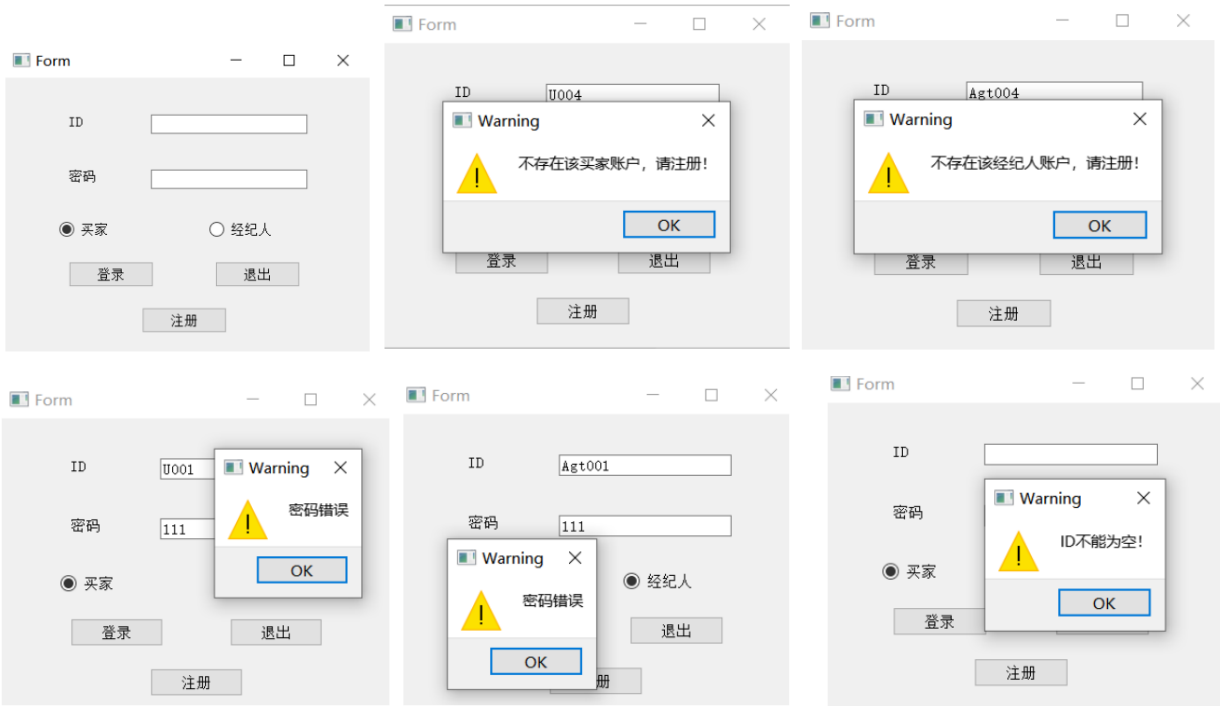 Form
ID
密码
买家
经纪人
登录
退出
注册
Form
ID
U004
Warning
不存在该买家账户，请注册！
OK
登录
退出
注册
Form
ID
Agt004
Warning
不存在该经纪人账户，请注册！
OK
登录
退出
注册
Form
ID
U001
密码
111
Warning
密码错误
OK
买家
登录
退出
注册
Form
ID
Agt001
密码
111
Warning
密码错误
OK
经纪人
退出
册
Form
ID
密码
Warning
ID不能为空！
OK
买家
登录
注册